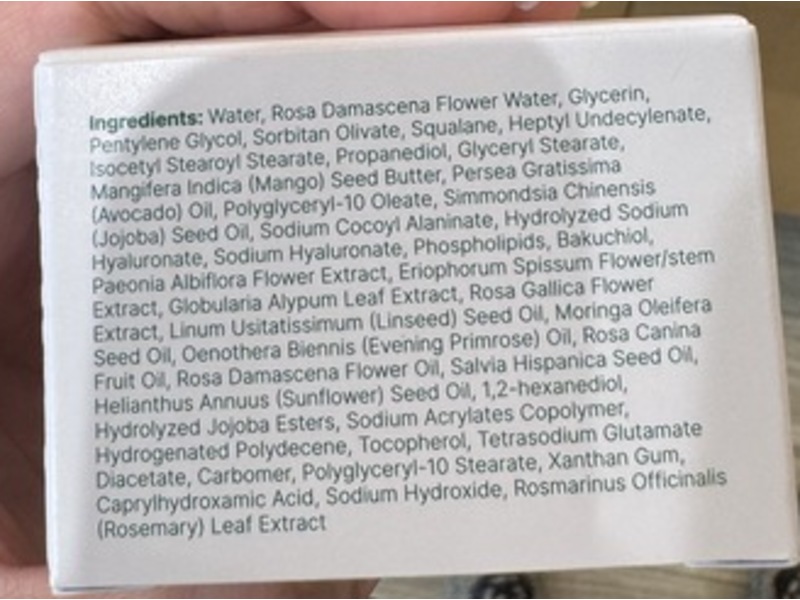 Ingredients: Water, Rosa Damascena Flower Water, Glycerin,
Pentylene Glycol, Sorbitan Olivate, Squalane, Heptyl Undecylenate,
Isocetyl Stearoyl Stearate, Propanediol, Glyceryl Stearate,
Mangifera Indica (Mango) Seed Butter, Persea Gratissima
(Avocado) Oil, Polyglyceryl-10 Oleate, Simmondsia Chinensis
(Jojoba) Seed Oil, Sodium Cocoyl Alaninate, Hydrolyzed Sodium
Hyaluronate, Sodium Hyaluronate, Phospholipids, Bakuchiol,
Paeonia Albiflora Flower Extract, Eriophorum Spissum Flower/stem
Extract, Globularia Alypum Leaf Extract, Rosa Gallica Flower
Extract, Linum Usitatissimum (Linseed) Seed Oil, Moringa Oleifera
Seed Oil, Oenothera Biennis (Evening Primrose) Oil, Rosa Canina
Fruit Oil, Rosa Damascena Flower Oil, Salvia Hispanica Seed Oil,
Helianthus Annuus (Sunflower) Seed Oil, 1,2-hexanediol,
Hydrolyzed Jojoba Esters, Sodium Acrylates Copolymer,
Hydrogenated Polydecene, Tocopherol, Tetrasodium Glutamate
Diacetate, Carbomer, Polyglyceryl-10 Stearate, Xanthan Gum,
Caprylhydroxamic Acid, Sodium Hydroxide, Rosmarinus Officinalis
(Rosemary) Leaf Extract